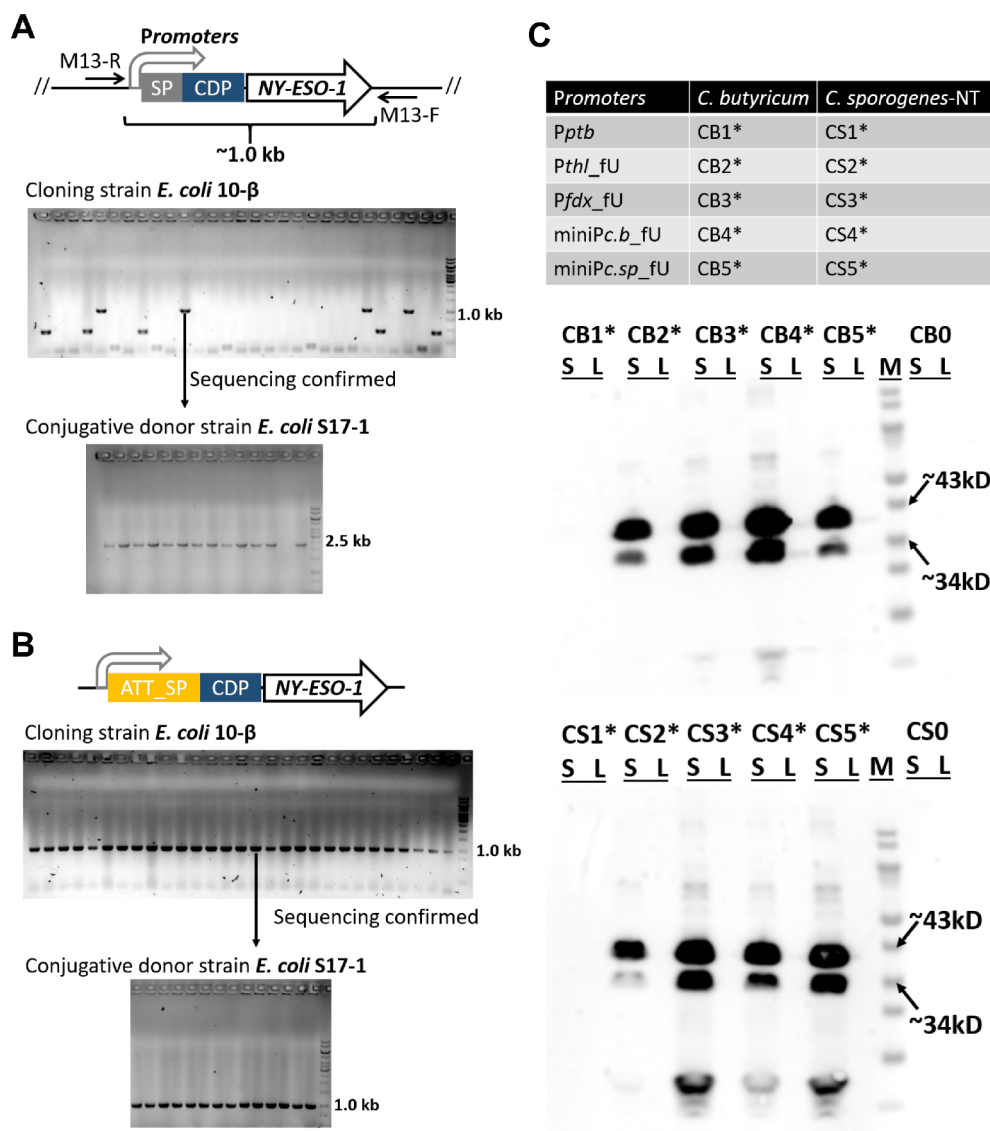 A
Promoters
M13-R
// SP CDP NY-ESO-1 //
M13-F
~1.0 kb
Cloning strain E. coli 10-β
1.0 kb
Sequencing confirmed
Conjugative donor strain E. coli S17-1
2.5 kb
B
ATT_SP CDP NY-ESO-1
Cloning strain E. coli 10-β
1.0 kb
Sequencing confirmed
Conjugative donor strain E. coli S17-1
1.0 kb
C
Promoters C. butyricum C. sporogenes-NT
Pptb CB1* CS1*
Pthl_fU CB2* CS2*
Pfdx_fU CB3* CS3*
miniPc.b_fU CB4* CS4*
miniPc.sp_fU CB5* CS5*
CB1* CB2* CB3* CB4* CB5* CB0
S L S L S L S L S L M S L
~43kD
~34kD
CS1* CS2* CS3* CS4* CS5* CS0
S L S L S L S L S L M S L
~43kD
~34kD